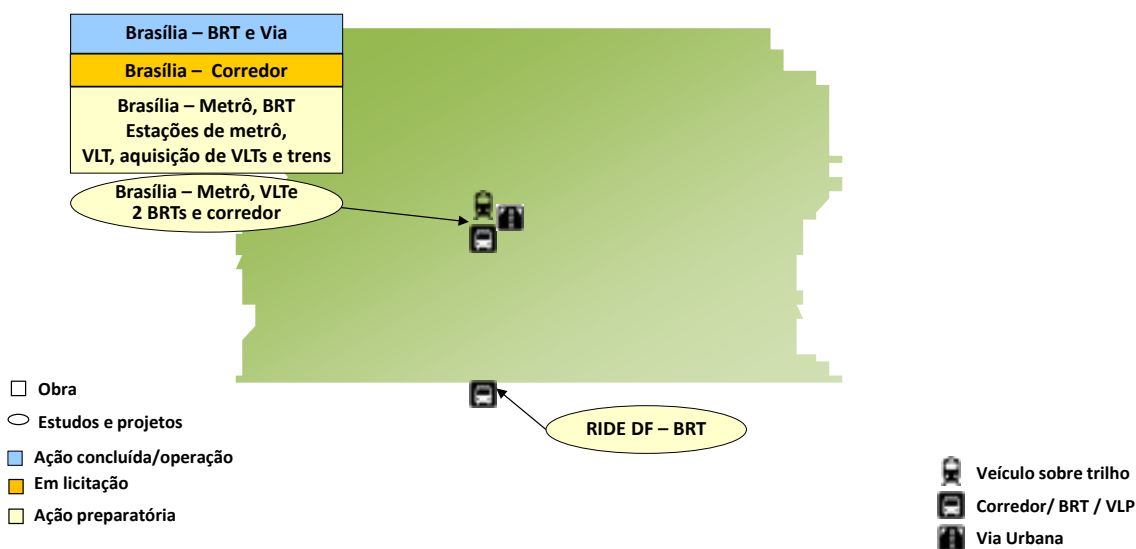 Brasília – BRT e Via
Brasília – Corredor
Brasília – Metrô, BRT
Estações de metrô,
VLT, aquisição de VLTs e trens
Brasília – Metrô, VLTe
2 BRTs e corredor
RIDE DF – BRT
Obra
Estudos e projetos
Ação concluída/operação
Em licitação
Ação preparatória
Veículo sobre trilho
Corredor/ BRT / VLP
Via Urbana